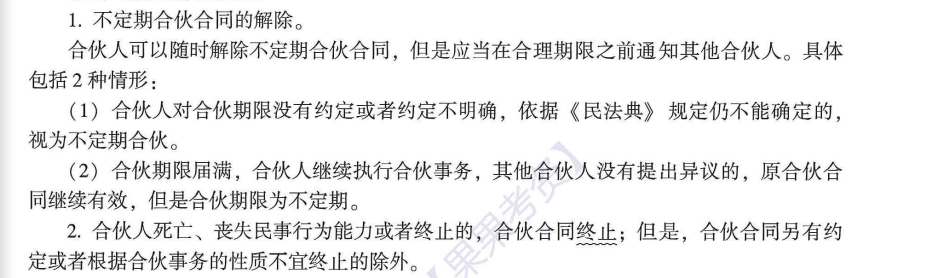 1. 不定期合伙合同的解除。
合伙人可以随时解除不定期合伙合同，但是应当在合理期限之前通知其他合伙人。具体
包括 2 种情形：
（1）合伙人对合伙期限没有约定或者约定不明确，依据《民法典》规定仍不能确定的，
视为不定期合伙。
（2）合伙期限届满，合伙人继续执行合伙事务，其他合伙人没有提出异议的，原合伙合
同继续有效，但是合伙期限为不定期。
2. 合伙人死亡、丧失民事行为能力或者终止的，合伙合同终止；但是，合伙合同另有约
定或者根据合伙事务的性质不宜终止的除外。
【果果考资】